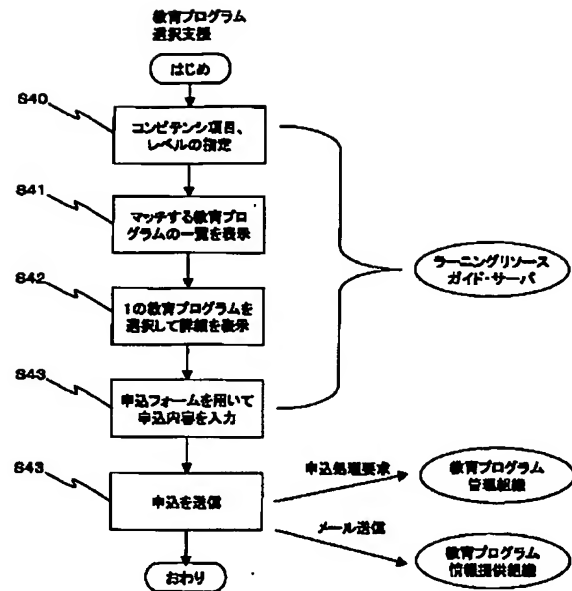 教育プログラム
選択支援
はじめ
S40
コンピテンシ項目、
レベルの指定
S41
マッチする教育プロ
グラムの一覧を表示
S42
1の教育プログラムを
選択して詳細を表示
S43
申込フォームを用いて
申込内容を入力
S43
申込を送信
おわり
ラーニングリソース
ガイド・サーバ
申込処理要求
教育プログラム
管理組織
メール送信
教育プログラム
情報提供組織